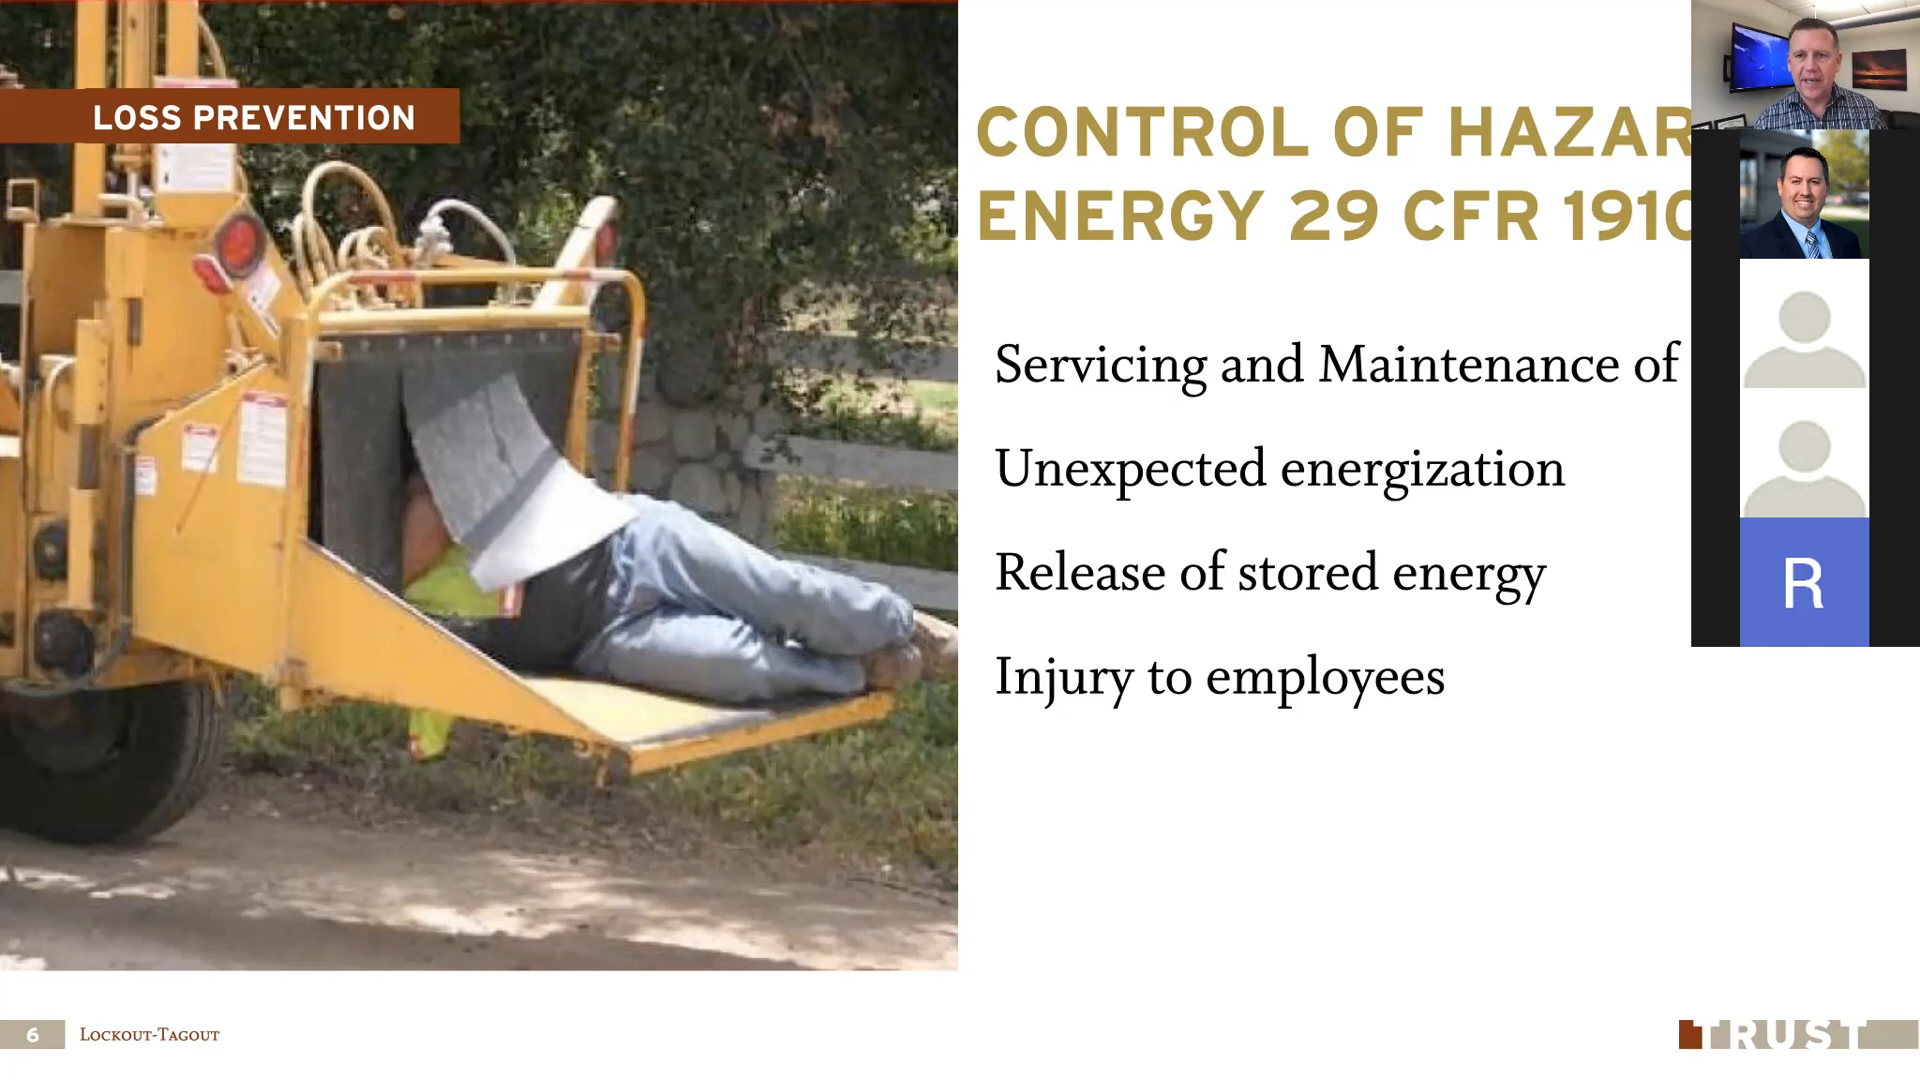 LOSS PREVENTION
CONTROL OF HAZAR
ENERGY 29 CFR 1910
Servicing and Maintenance of
Unexpected energization
Release of stored energy
Injury to employees
R
6
Lockout-Tagout
TRUST